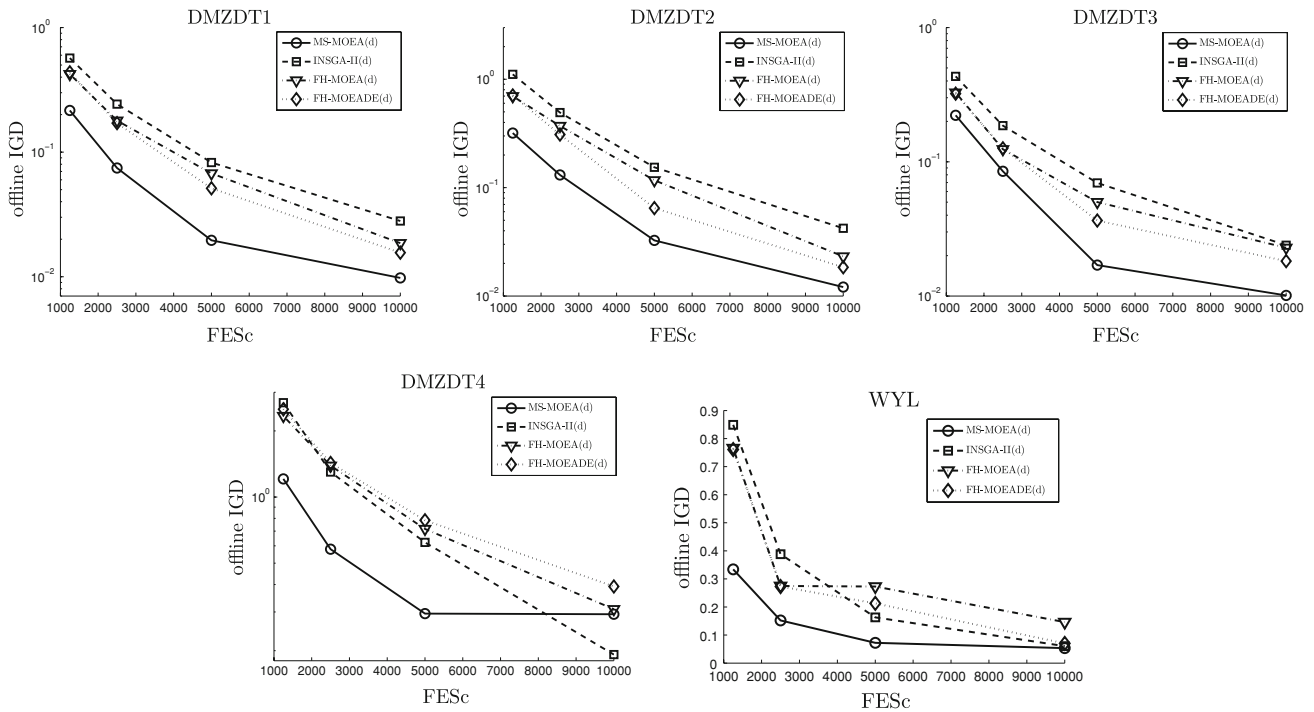 DMZDT1
10^0
10^-1
10^-2
offline IGD
MS-MOEA(d)
INSGA-II(d)
FH-MOEA(d)
FH-MOEADE(d)
1000 2000 3000 4000 5000 6000 7000 8000 9000 10000
FESc
DMZDT2
10^0
10^-1
10^-2
offline IGD
MS-MOEA(d)
INSGA-II(d)
FH-MOEA(d)
FH-MOEADE(d)
1000 2000 3000 4000 5000 6000 7000 8000 9000 10000
FESc
DMZDT3
10^0
10^-1
10^-2
offline IGD
MS-MOEA(d)
INSGA-II(d)
FH-MOEA(d)
FH-MOEADE(d)
1000 2000 3000 4000 5000 6000 7000 8000 9000 10000
FESc
DMZDT4
10^0
offline IGD
MS-MOEA(d)
INSGA-II(d)
FH-MOEA(d)
FH-MOEADE(d)
1000 2000 3000 4000 5000 6000 7000 8000 9000 10000
FESc
WYL
0.9
0.8
0.7
0.6
0.5
0.4
0.3
0.2
0.1
0
offline IGD
MS-MOEA(d)
INSGA-II(d)
FH-MOEA(d)
FH-MOEADE(d)
1000 2000 3000 4000 5000 6000 7000 8000 9000 10000
FESc